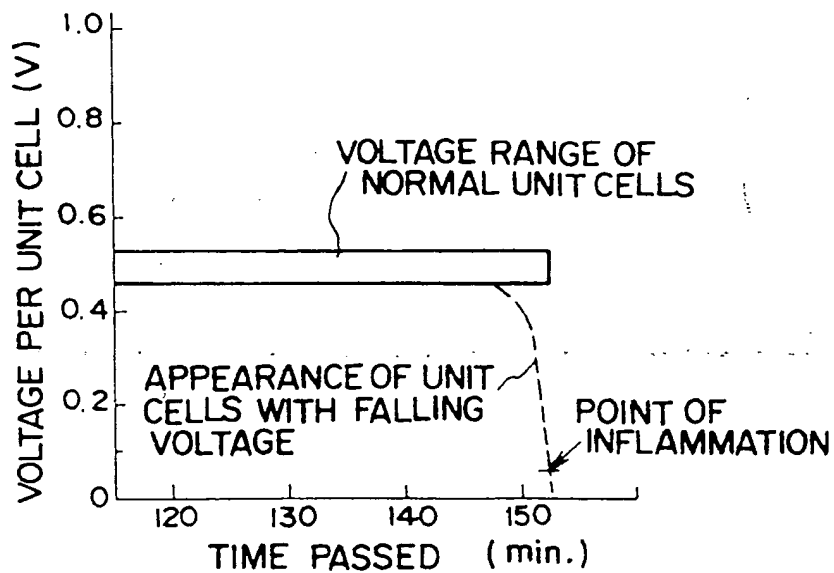 VOLTAGE PER UNIT CELL (V)
1.0
0.8
0.6
0.4
0.2
0
VOLTAGE RANGE OF
NORMAL UNIT CELLS
APPEARANCE OF UNIT
CELLS WITH FALLING
VOLTAGE
POINT OF
INFLAMMATION
120 130 140 150
TIME PASSED (min.)